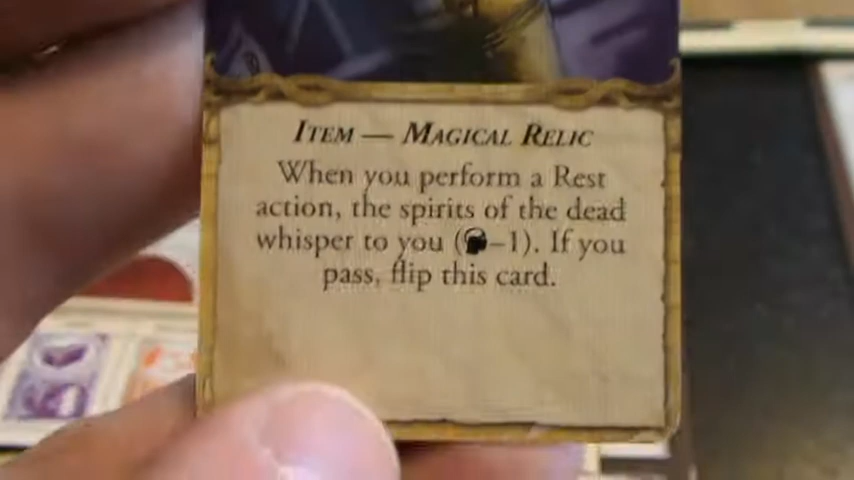 ITEM — MAGICAL RELIC
When you perform a Rest
action, the spirits of the dead
whisper to you (–1). If you
pass, flip this card.